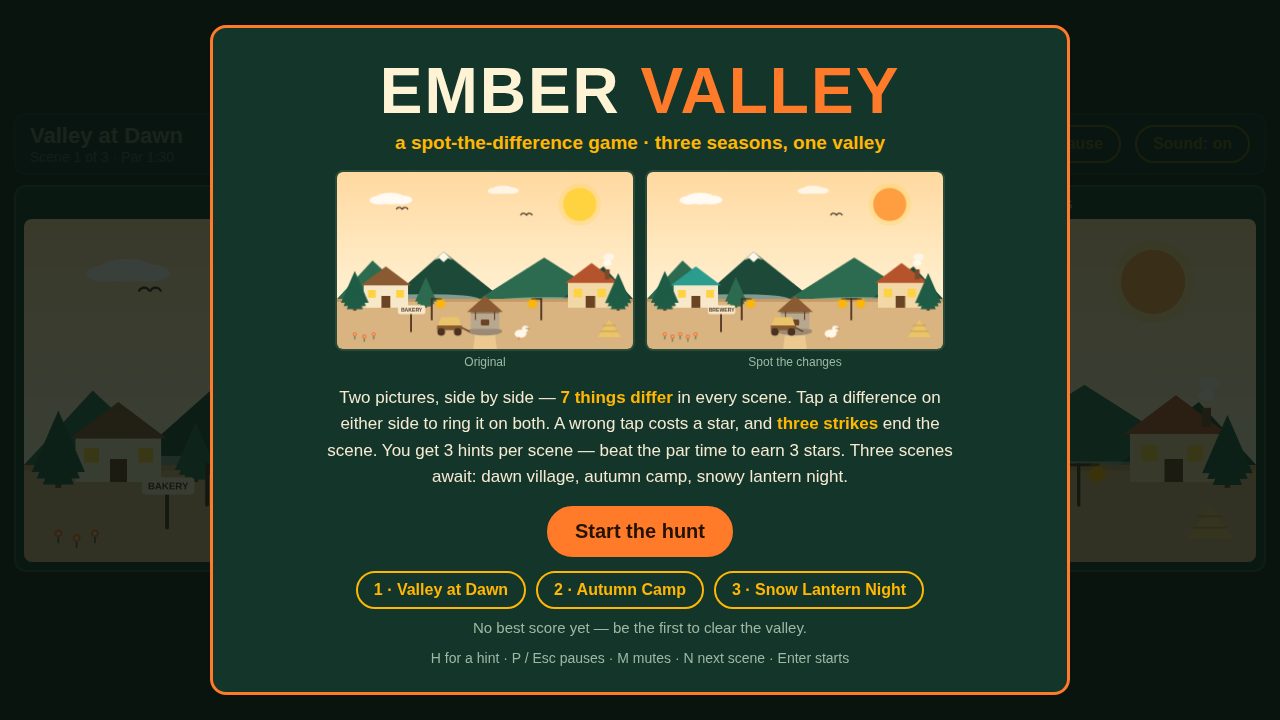 EMBER VALLEY
a spot-the-difference game · three seasons, one valley
BAKERY
BREWERY
Original
Spot the changes
Two pictures, side by side — 7 things differ in every scene. Tap a difference on
either side to ring it on both. A wrong tap costs a star, and three strikes end the
scene. You get 3 hints per scene — beat the par time to earn 3 stars. Three scenes
await: dawn village, autumn camp, snowy lantern night.
Start the hunt
1 · Valley at Dawn
2 · Autumn Camp
3 · Snow Lantern Night
No best score yet — be the first to clear the valley.
H for a hint · P / Esc pauses · M mutes · N next scene · Enter starts
Valley at Dawn
Scene 1 of 3 · Par 1:30
Sound: on
BAKERY